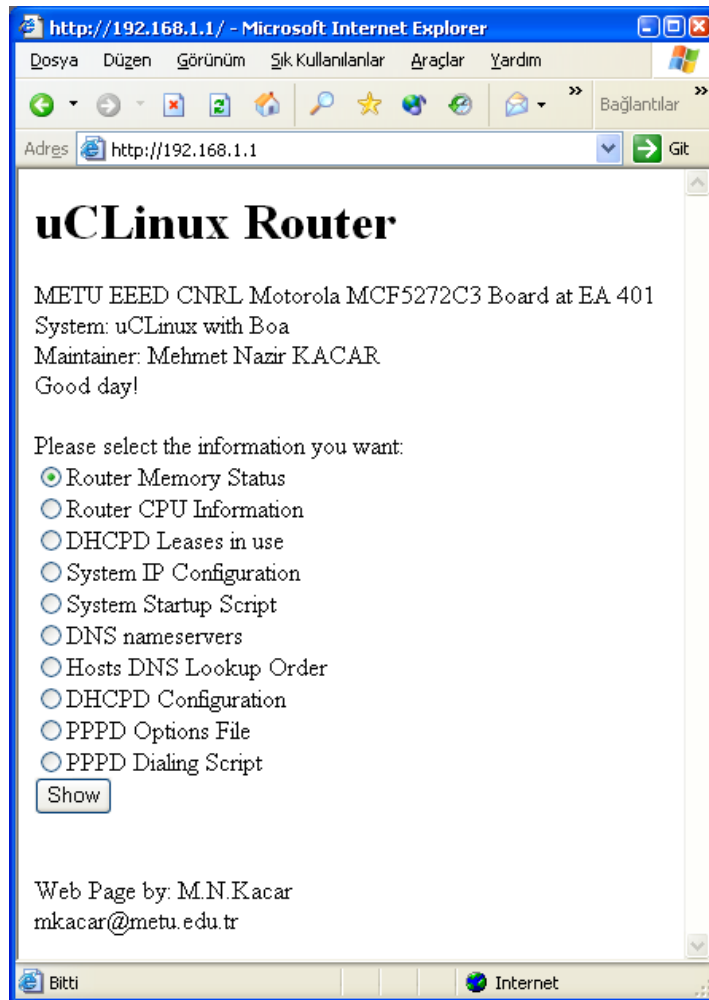 http://192.168.1.1/ - Microsoft Internet Explorer
Dosya Düzen Görünüm Sık Kullanılanlar Araçlar Yardım
Bağlantılar
Adres http://192.168.1.1 Git
uCLinux Router
METU EEED CNRL Motorola MCF5272C3 Board at EA 401
System: uCLinux with Boa
Maintainer: Mehmet Nazir KACAR
Good day!
Please select the information you want:
Router Memory Status
Router CPU Information
DHCPD Leases in use
System IP Configuration
System Startup Script
DNS nameservers
Hosts DNS Lookup Order
DHCPD Configuration
PPPD Options File
PPPD Dialing Script
Show
Web Page by: M.N.Kacar
mkacar@metu.edu.tr
Bitti Internet